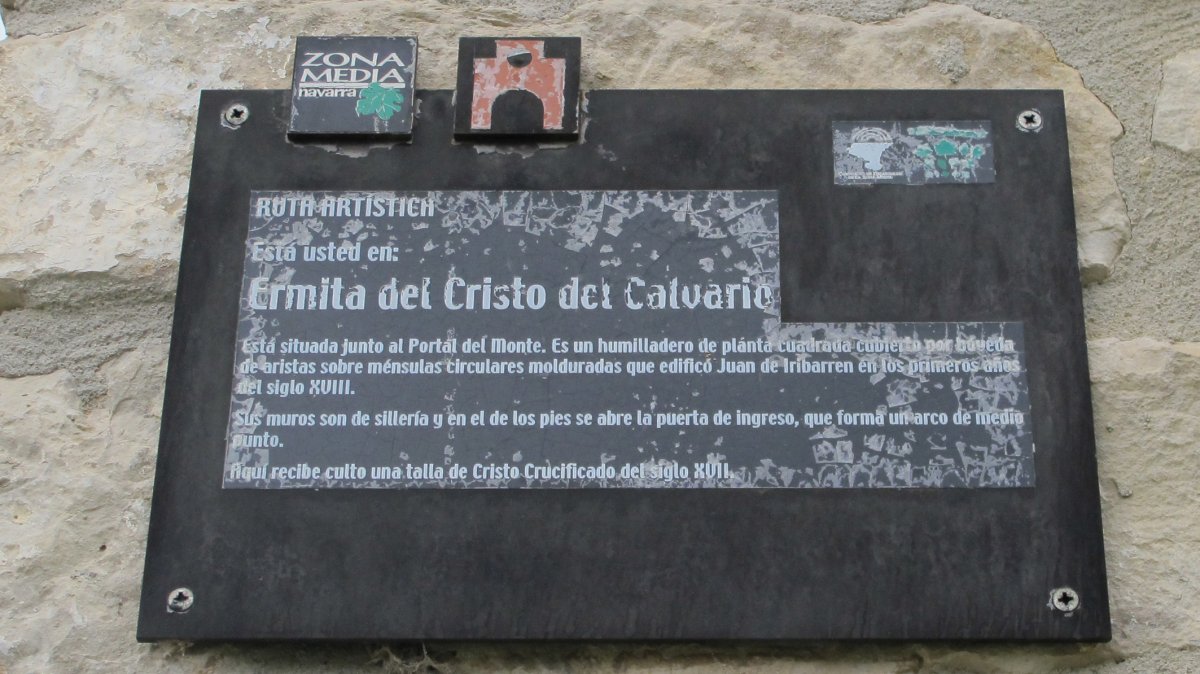 ZONA
MEDIA
navarra
RUTA ARTÍSTICA
Está usted en:
Ermita del Cristo del Calvario
Está situada junto al Portal del Monte. Es un humilladero de plánta cuadrada cubierto por bóveda
de aristas sobre ménsulas circulares molduradas que edificó Juan de Iribarren en los primeros años
del siglo XVIII.
Sus muros son de sillería y en el de los pies se abre la puerta de ingreso, que forma un arco de medio
punto.
Aquí recibe culto una talla de Cristo Crucificado del siglo XVII.